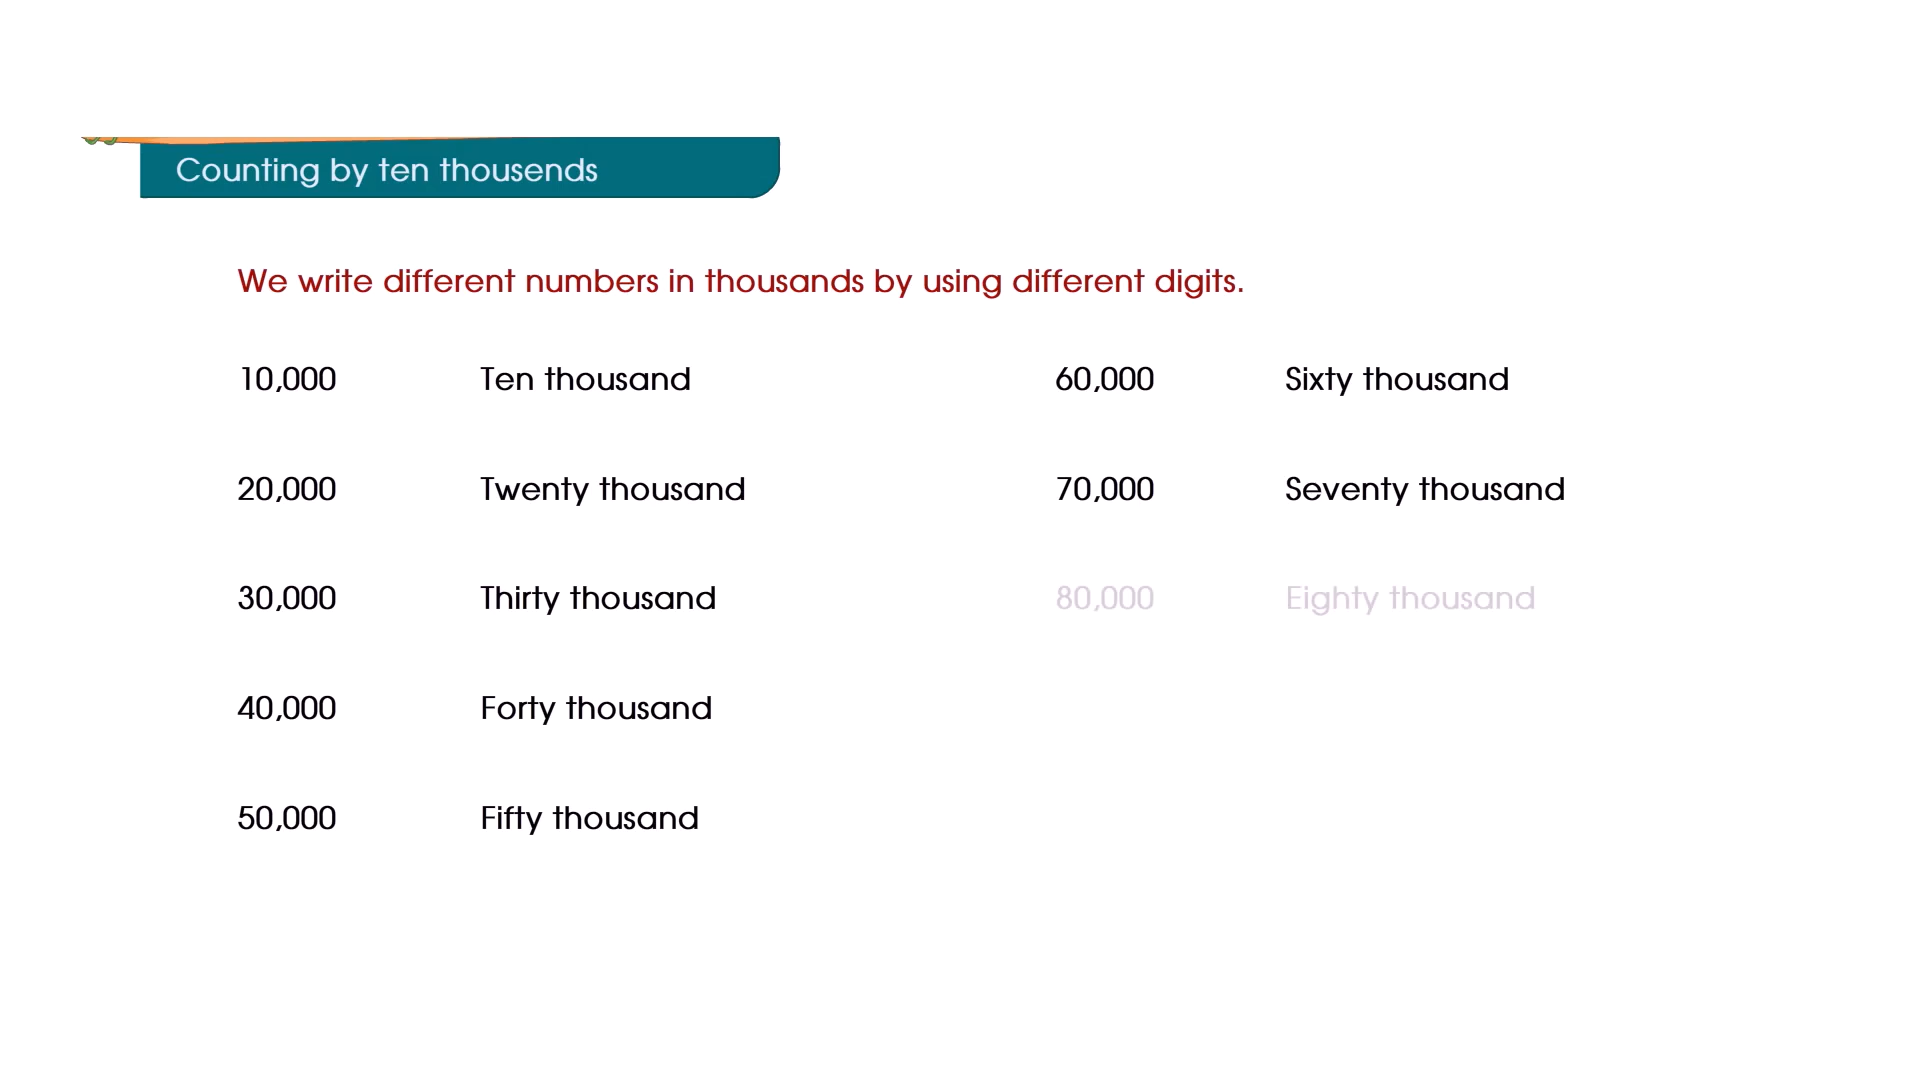 Counting by ten thousends
We write different numbers in thousands by using different digits.
10,000 Ten thousand 60,000 Sixty thousand
20,000 Twenty thousand 70,000 Seventy thousand
30,000 Thirty thousand 80,000 Eighty thousand
40,000 Forty thousand
50,000 Fifty thousand